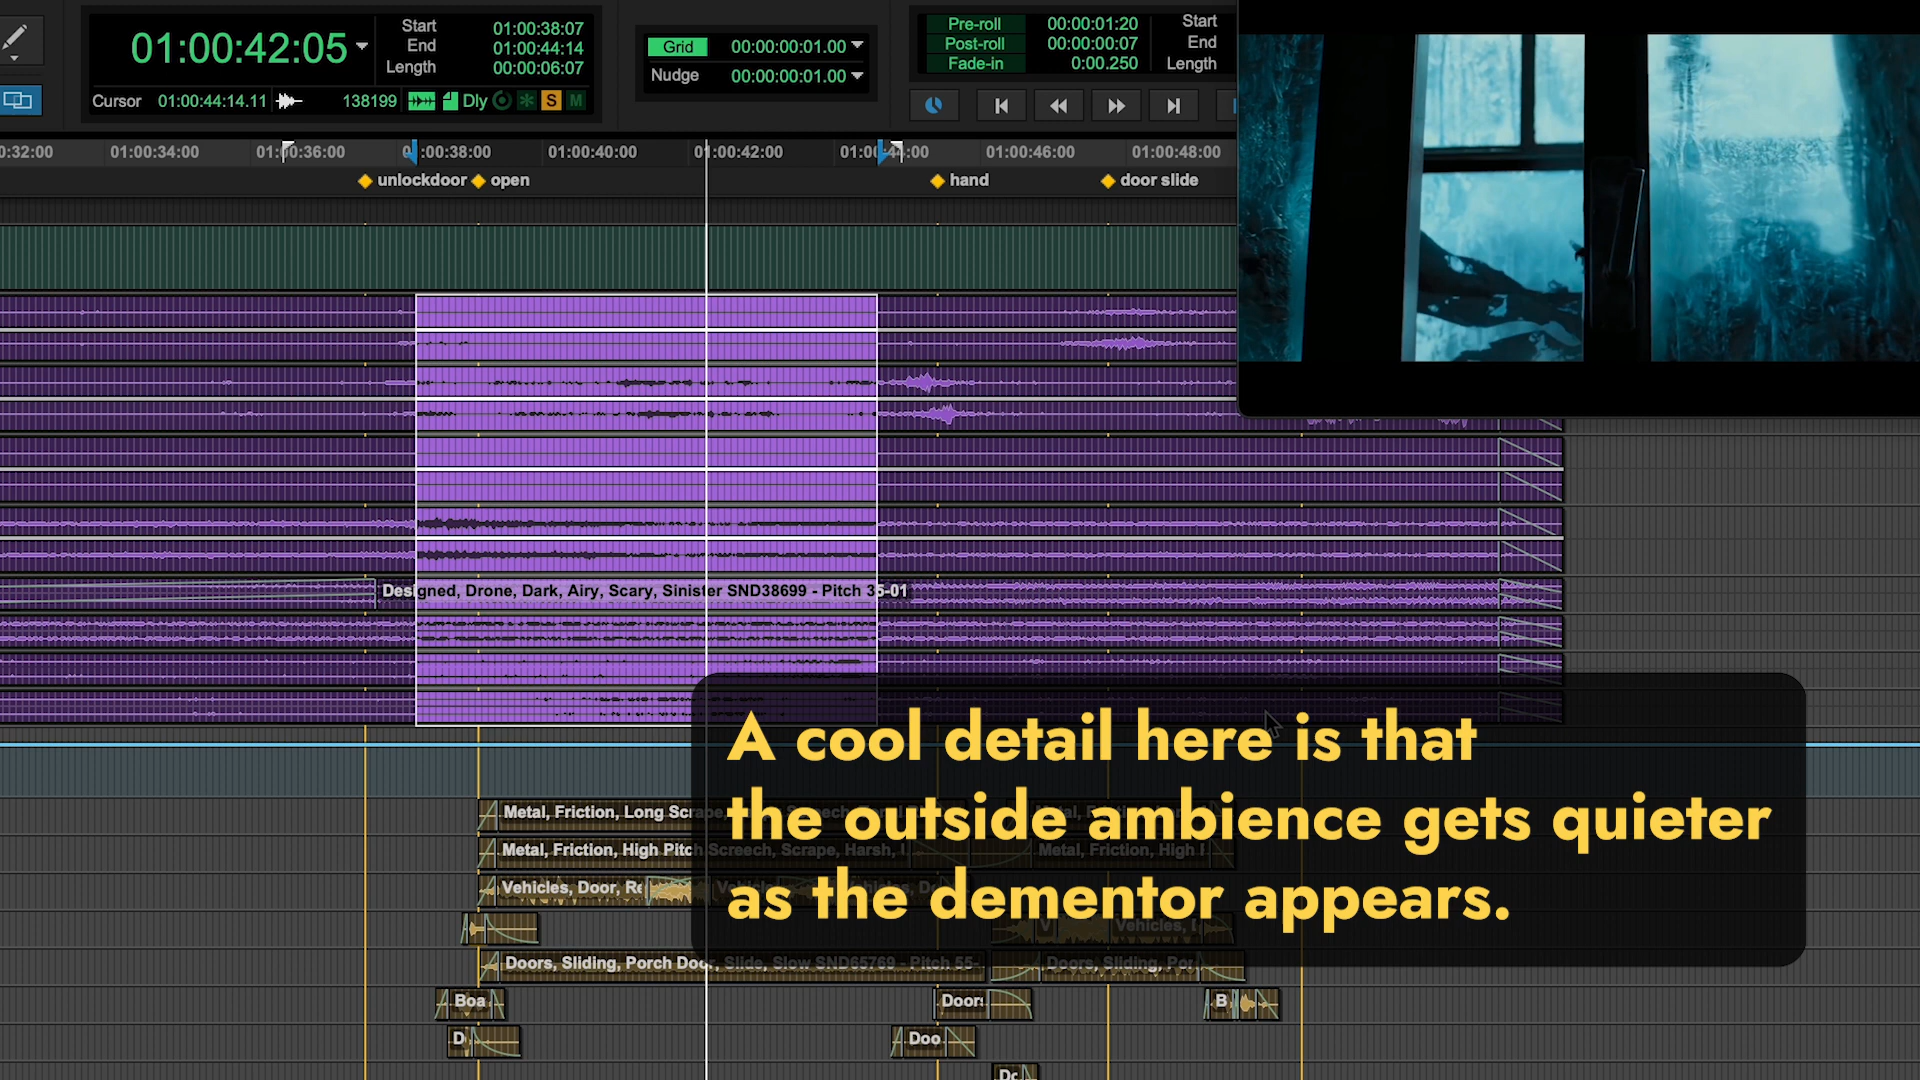 01:00:42:05
Start 01:00:38:07
End 01:00:44:14
Length 00:00:06:07
Cursor 01:00:44:14.11 138199 Dly S M
Grid 00:00:00:01.00
Nudge 00:00:00:01.00
Pre-roll 00:00:01:20 Start
Post-roll 00:00:00:07 End
Fade-in 0:00.250 Length
0:32:00 01:00:34:00 01:00:36:00 :00:38:00 01:00:40:00 01:00:42:00 01:00:44:00 01:00:46:00 01:00:48:00
unlockdoor open hand door slide
Designed, Drone, Dark, Airy, Scary, Sinister SND38699 - Pitch 35-01
A cool detail here is that
the outside ambience gets quieter
as the dementor appears.
Metal, Friction, Long Scrape,
Metal, Friction, High Pitch Screech, Scrape, Harsh, Metal, Friction, High
Vehicles, Door, Re
Vehicles,
Doors, Sliding, Porch Door, Slide, Slow SND65769 - Pitch 55- Doors, Sliding, Por
Boa Doors B
D Doo
Dc